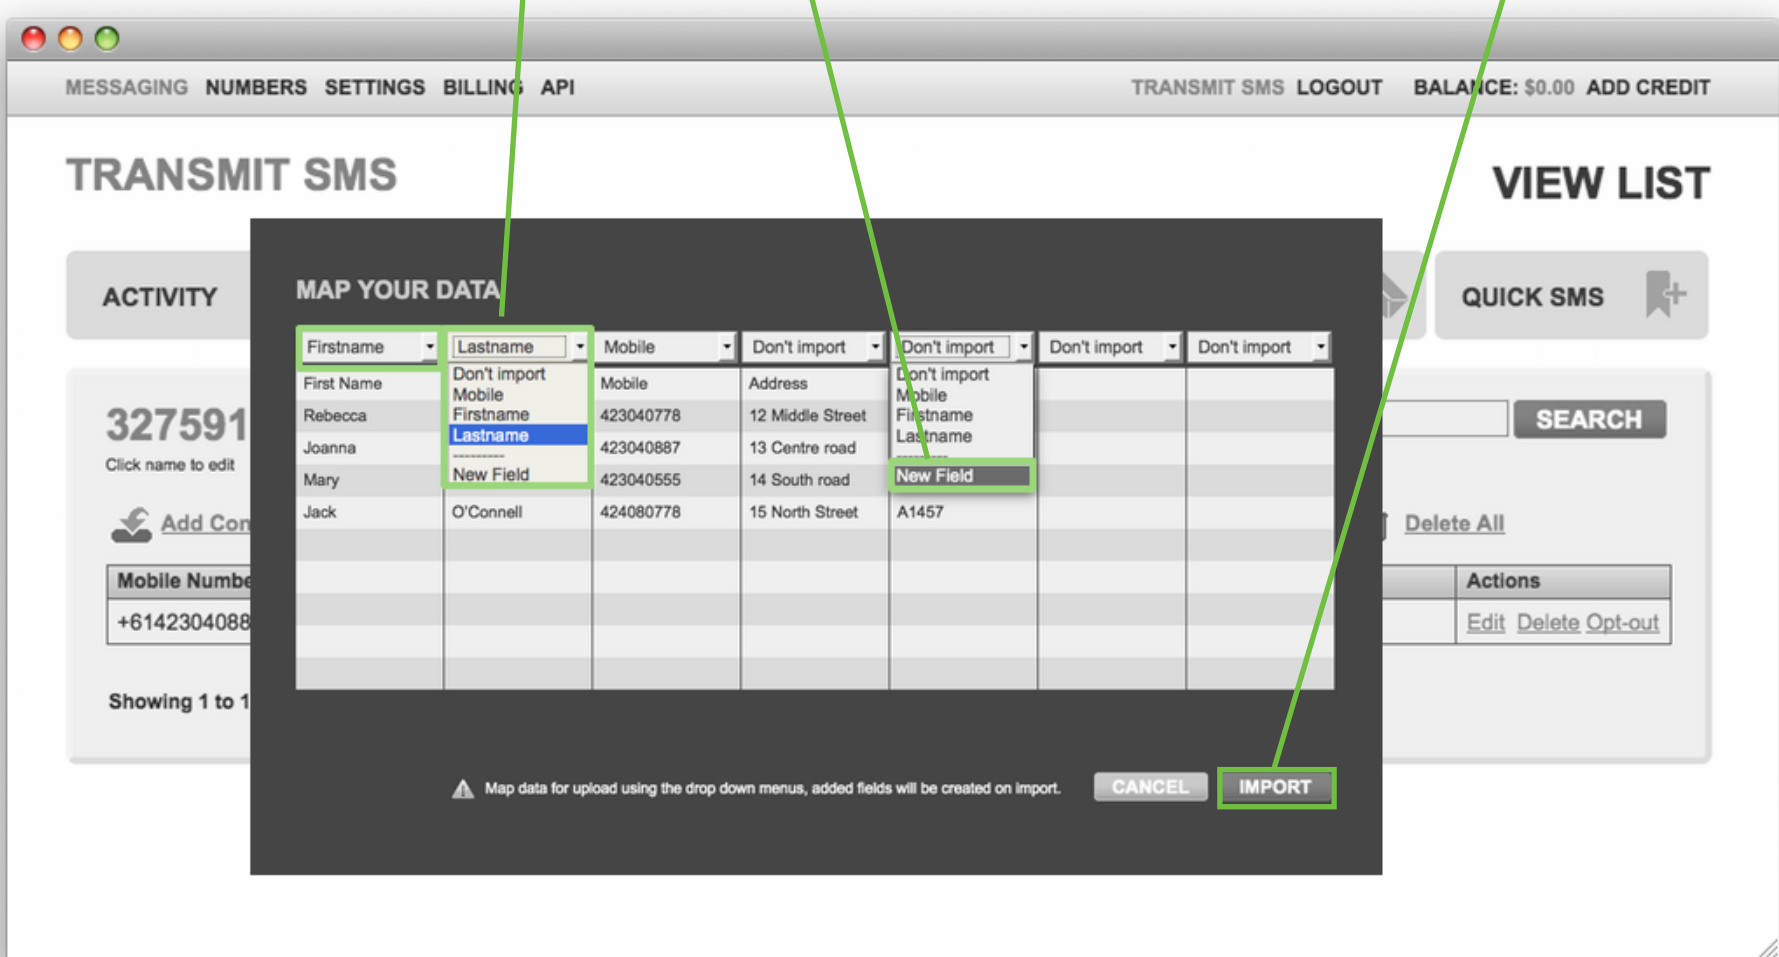 MESSAGING NUMBERS SETTINGS BILLING API
TRANSMIT SMS LOGOUT BALANCE: $0.00 ADD CREDIT
TRANSMIT SMS
VIEW LIST
ACTIVITY
QUICK SMS
MAP YOUR DATA
Firstname Lastname Mobile Don't import Don't import Don't import Don't import
Don't import
Mobile
Firstname
Lastname
---------
New Field
Don't import
Mobile
Firstname
Lastname
---------
New Field
First Name Mobile Address
Rebecca 423040778 12 Middle Street
Joanna 423040887 13 Centre road
Mary 423040555 14 South road
Jack O'Connell 424080778 15 North Street A1457
327591
Click name to edit
SEARCH
Add Con
Delete All
Mobile Numbe
Actions
+6142304088
Edit Delete Opt-out
Showing 1 to 1
Map data for upload using the drop down menus, added fields will be created on import.
CANCEL IMPORT